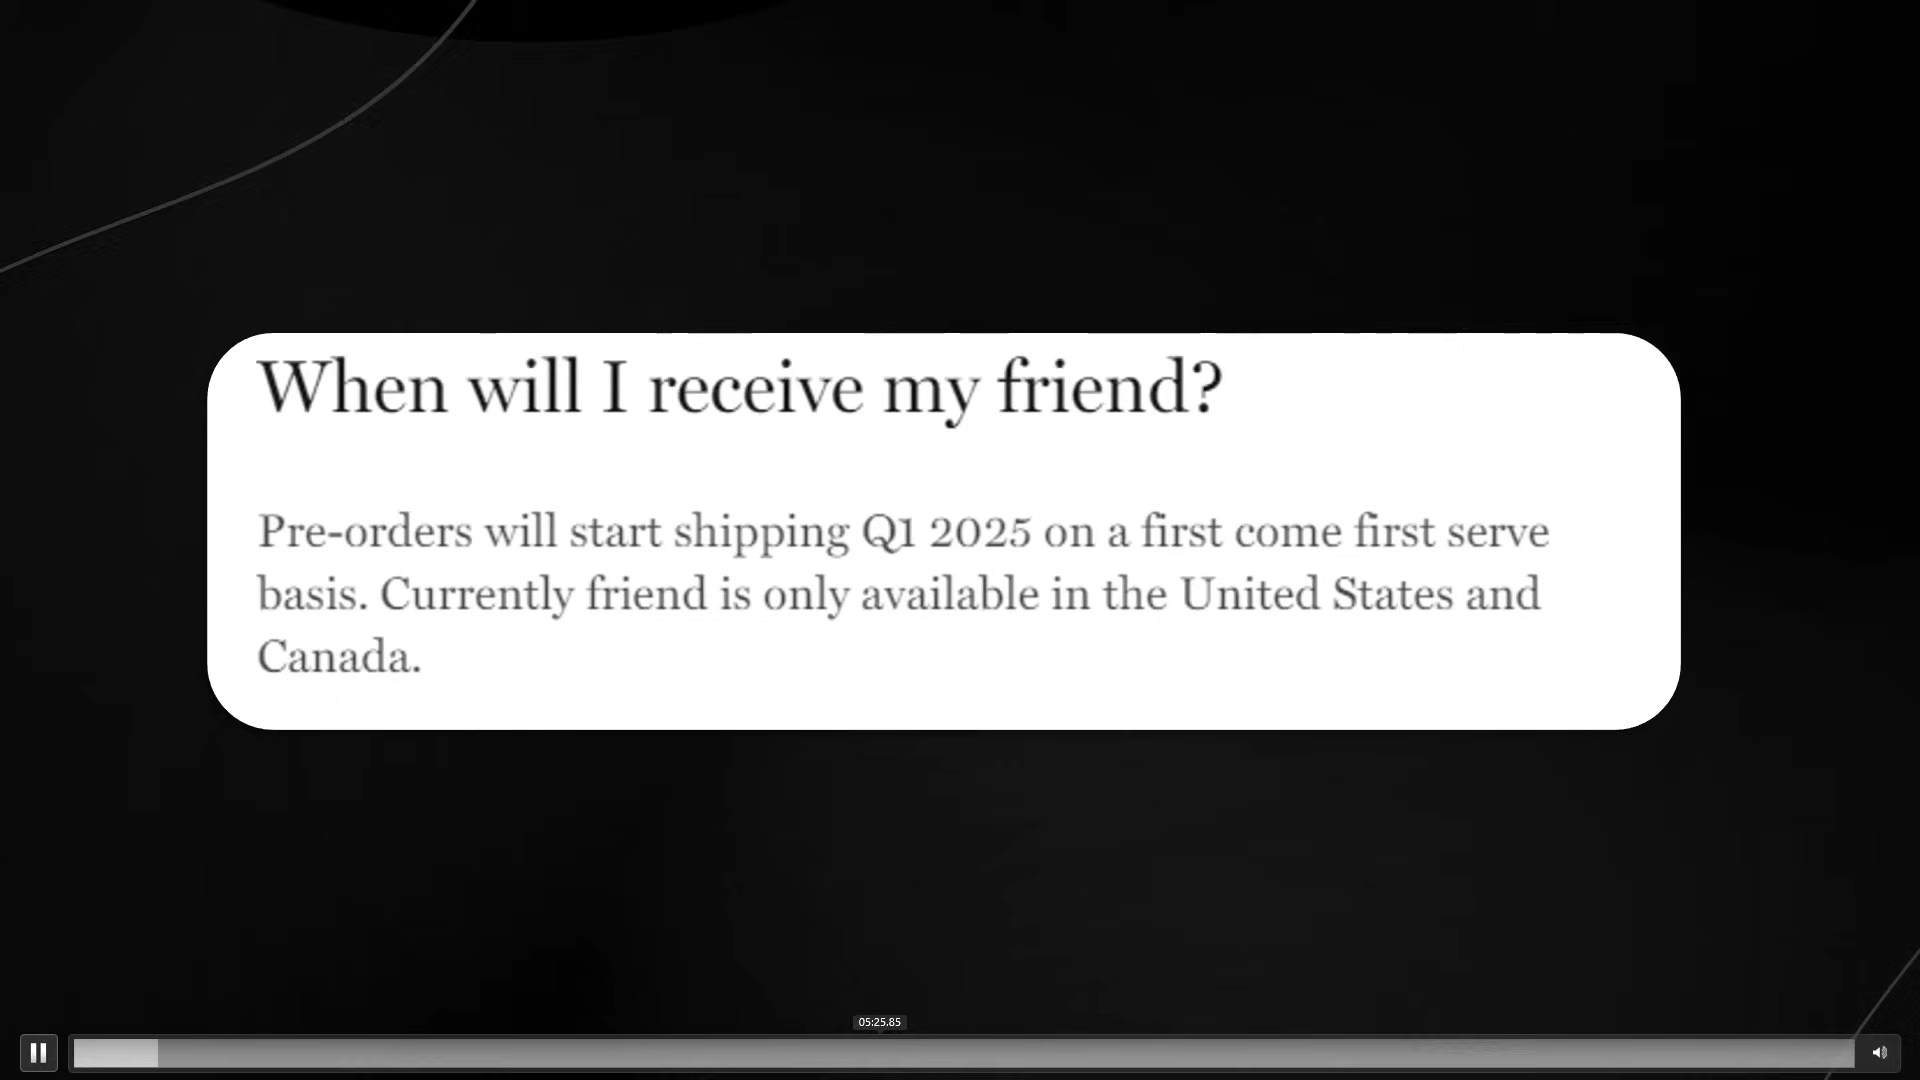 When will I receive my friend?
Pre-orders will start shipping Q1 2025 on a first come first serve
basis. Currently friend is only available in the United States and
Canada.
05:25.85